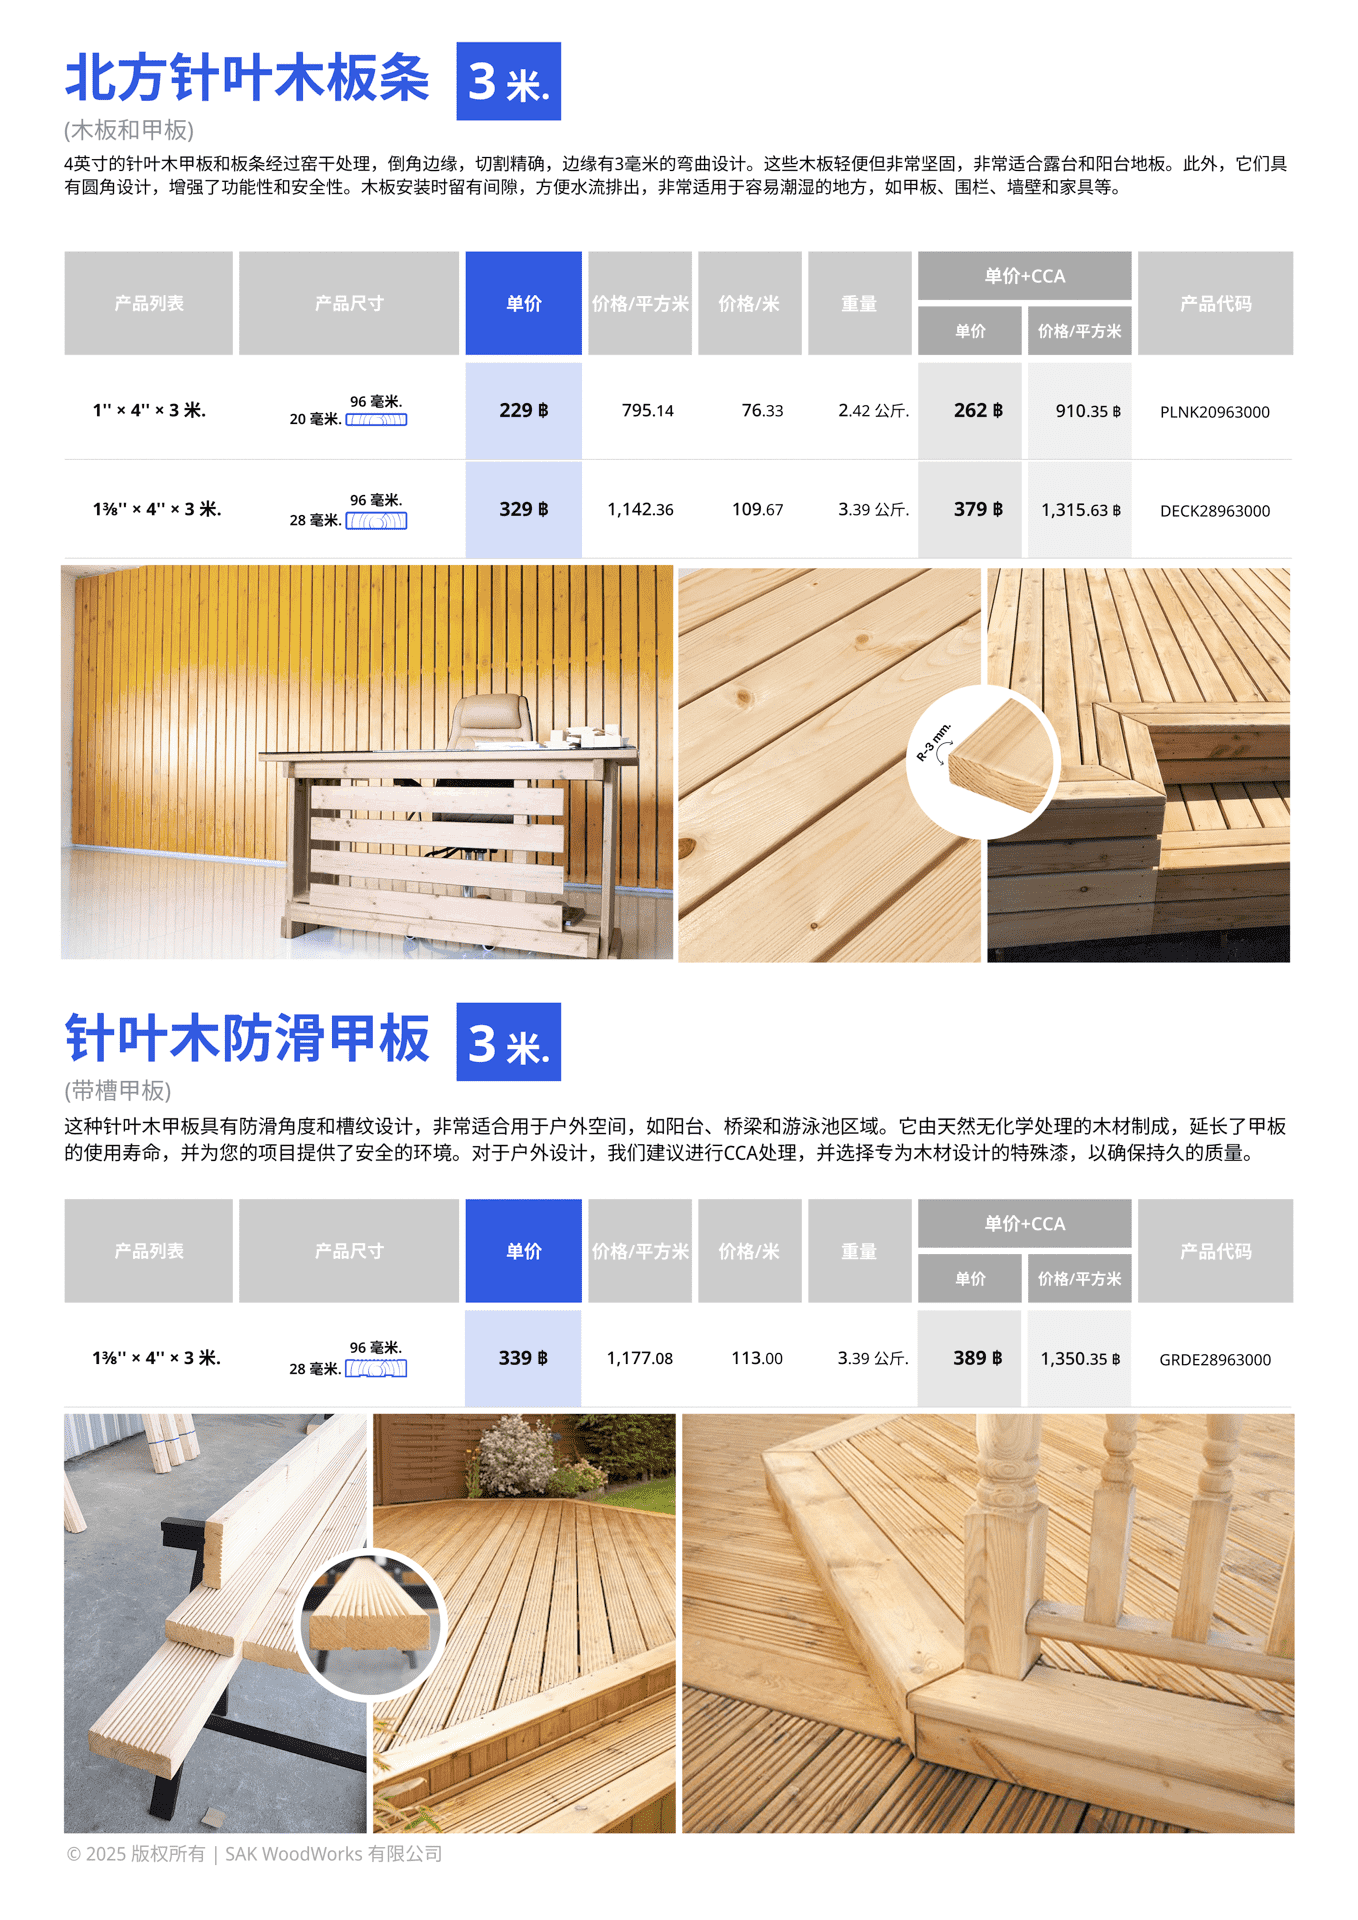 北方针叶木板条 3 米.
(木板和甲板)
4英寸的针叶木甲板和板条经过窑干处理，倒角边缘，切割精确，边缘有3毫米的弯曲设计。这些木板轻便但非常坚固，非常适合露台和阳台地板。此外，它们具
有圆角设计，增强了功能性和安全性。木板安装时留有间隙，方便水流排出，非常适用于容易潮湿的地方，如甲板、围栏、墙壁和家具等。
单价+CCA
产品列表 产品尺寸 单价 价格/平方米 价格/米 重量 产品代码
单价 价格/平方米
96 毫米.
1'' × 4'' × 3 米. 20 毫米. 229 ฿ 795.14 76.33 2.42 公斤. 262 ฿ 910.35 ฿ PLNK20963000
96 毫米.
1⅜'' × 4'' × 3 米. 28 毫米. 329 ฿ 1,142.36 109.67 3.39 公斤. 379 ฿ 1,315.63 ฿ DECK28963000
R-3 mm.
针叶木防滑甲板 3 米.
(带槽甲板)
这种针叶木甲板具有防滑角度和槽纹设计，非常适合用于户外空间，如阳台、桥梁和游泳池区域。它由天然无化学处理的木材制成，延长了甲板
的使用寿命，并为您的项目提供了安全的环境。对于户外设计，我们建议进行CCA处理，并选择专为木材设计的特殊漆，以确保持久的质量。
单价+CCA
产品列表 产品尺寸 单价 价格/平方米 价格/米 重量 产品代码
单价 价格/平方米
96 毫米.
1⅜'' × 4'' × 3 米. 28 毫米. 339 ฿ 1,177.08 113.00 3.39 公斤. 389 ฿ 1,350.35 ฿ GRDE28963000
© 2025 版权所有 | SAK WoodWorks 有限公司